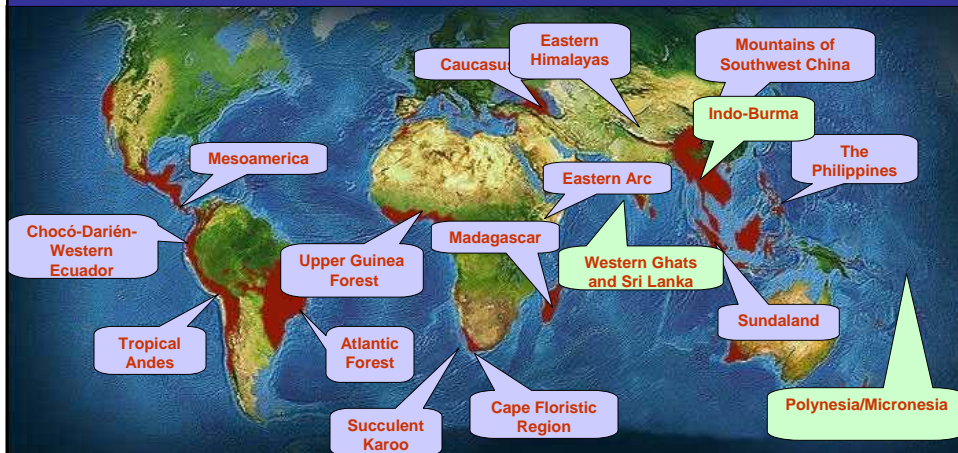 Eastern
Himalayas
Mountains of
Southwest China
Caucasus
Indo-Burma
Mesoamerica
The
Philippines
Eastern Arc
Chocó-Darién-
Western
Ecuador
Madagascar
Upper Guinea
Forest
Western Ghats
and Sri Lanka
Sundaland
Tropical
Andes
Atlantic
Forest
Succulent
Karoo
Cape Floristic
Region
Polynesia/Micronesia